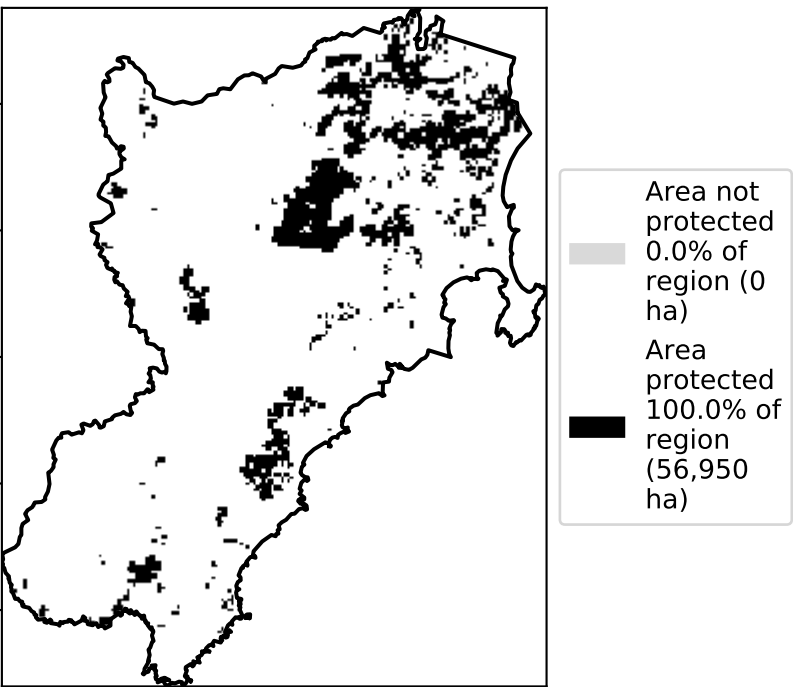 Area not
protected
0.0% of
region (0
ha)
Area
protected
100.0% of
region
(56,950
ha)